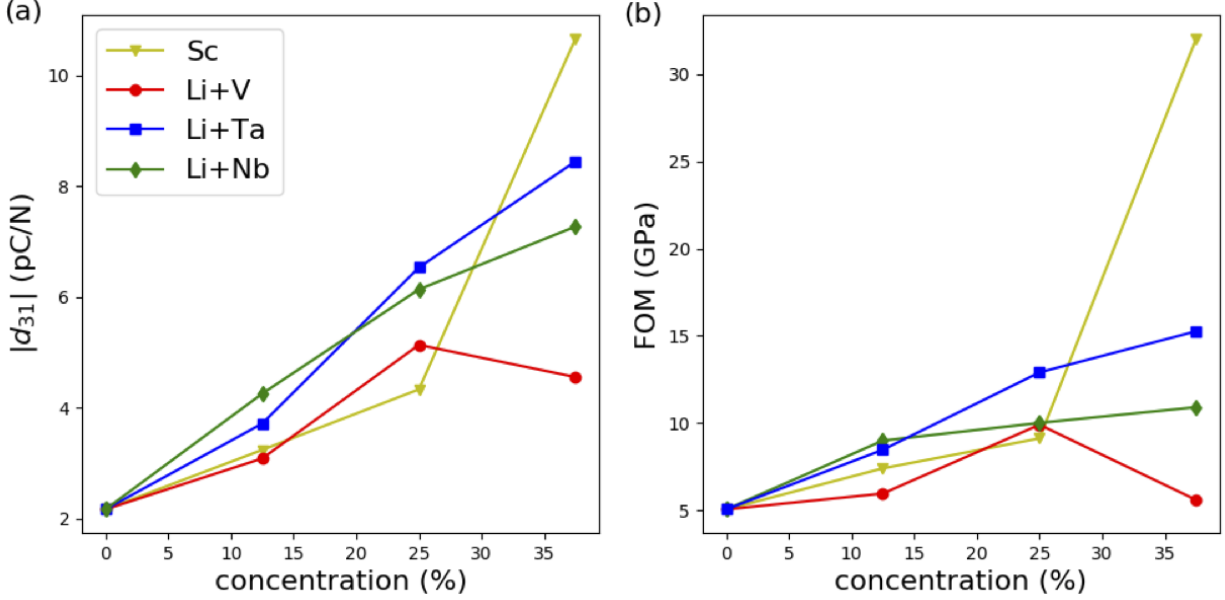 (a)
10
8
6
4
2
|d31| (pC/N)
Sc
Li+V
Li+Ta
Li+Nb
0 5 10 15 20 25 30 35
concentration (%)
(b)
30
25
20
15
10
5
FOM (GPa)
0 5 10 15 20 25 30 35
concentration (%)